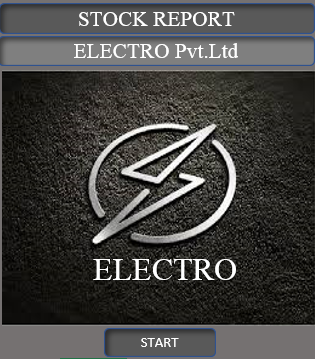 STOCK REPORT
ELECTRO Pvt.Ltd
ELECTRO
START